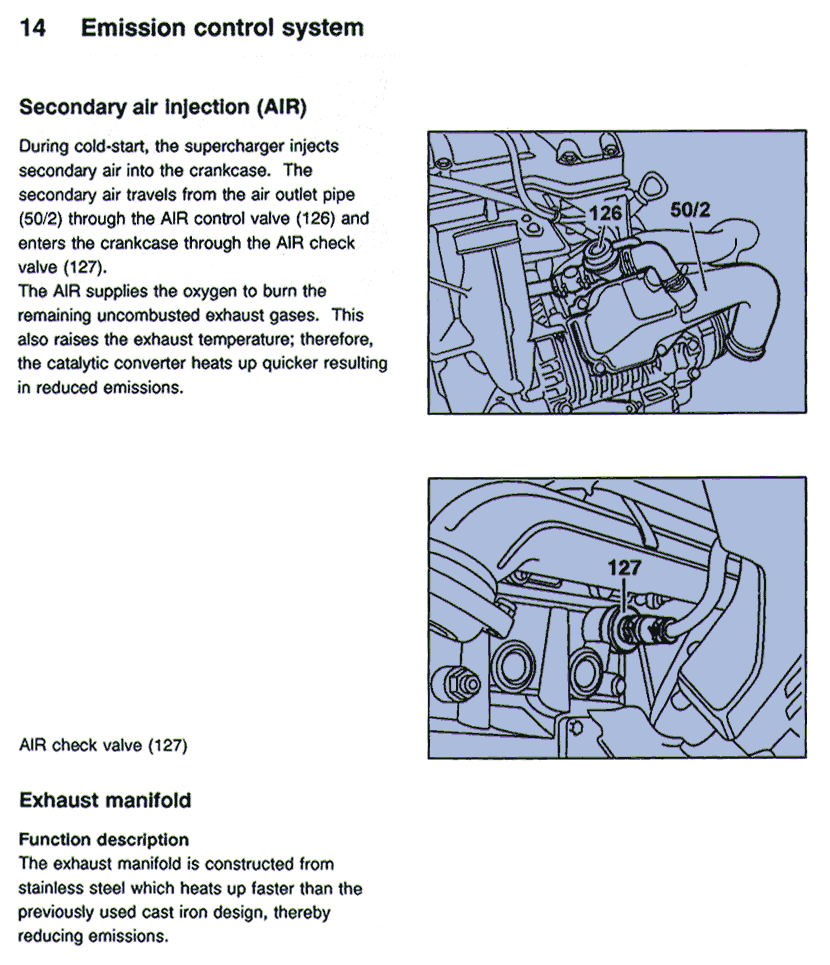 14 Emission control system
Secondary air injection (AIR)
During cold-start, the supercharger injects
secondary air into the crankcase. The
secondary air travels from the air outlet pipe
(50/2) through the AIR control valve (126) and
enters the crankcase through the AIR check
valve (127).
The AIR supplies the oxygen to burn the
remaining uncombusted exhaust gases. This
also raises the exhaust temperature; therefore,
the catalytic converter heats up quicker resulting
in reduced emissions.
126
50/2
127
AIR check valve (127)
Exhaust manifold
Function description
The exhaust manifold is constructed from
stainless steel which heats up faster than the
previously used cast iron design, thereby
reducing emissions.